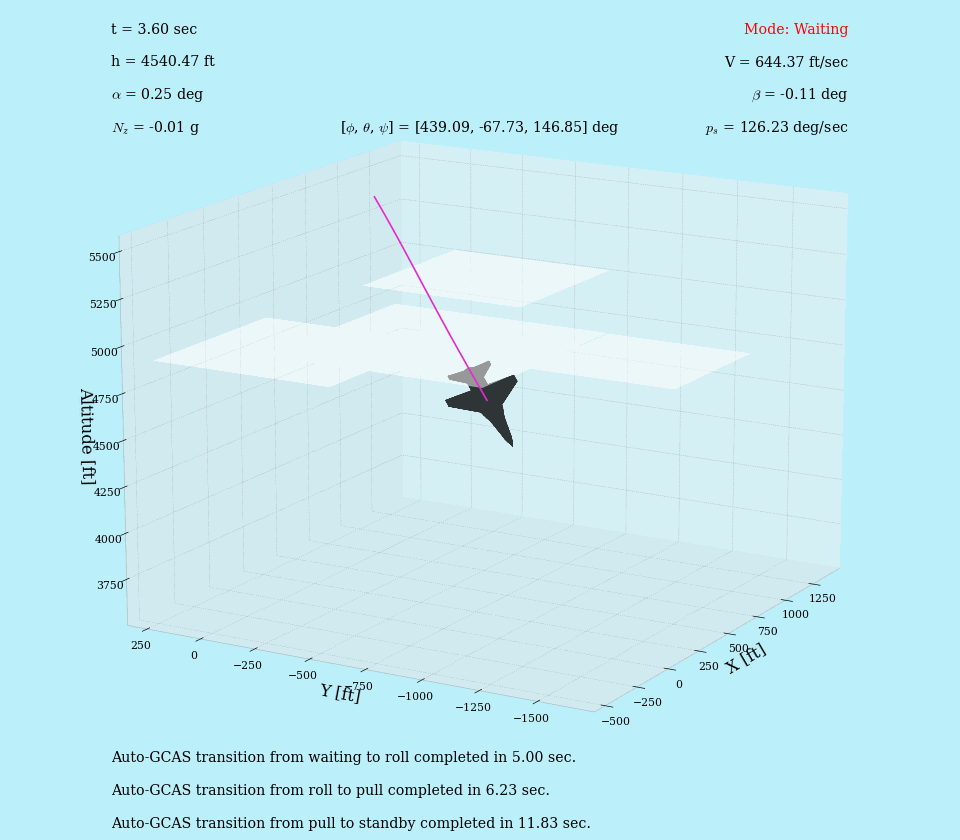 t = 3.60 sec
Mode: Waiting
h = 4540.47 ft
V = 644.37 ft/sec
α = 0.25 deg
β = -0.11 deg
N_z = -0.01 g
[ϕ, θ, ψ] = [439.09, -67.73, 146.85] deg
p_s = 126.23 deg/sec
5500
5250
5000
4750
4500
4250
4000
3750
Altitude [ft]
250
0
−250
−500
−750
−1000
−1250
−1500
Y [ft]
−500
−250
0
250
500
750
1000
1250
X [ft]
Auto-GCAS transition from waiting to roll completed in 5.00 sec.
Auto-GCAS transition from roll to pull completed in 6.23 sec.
Auto-GCAS transition from pull to standby completed in 11.83 sec.